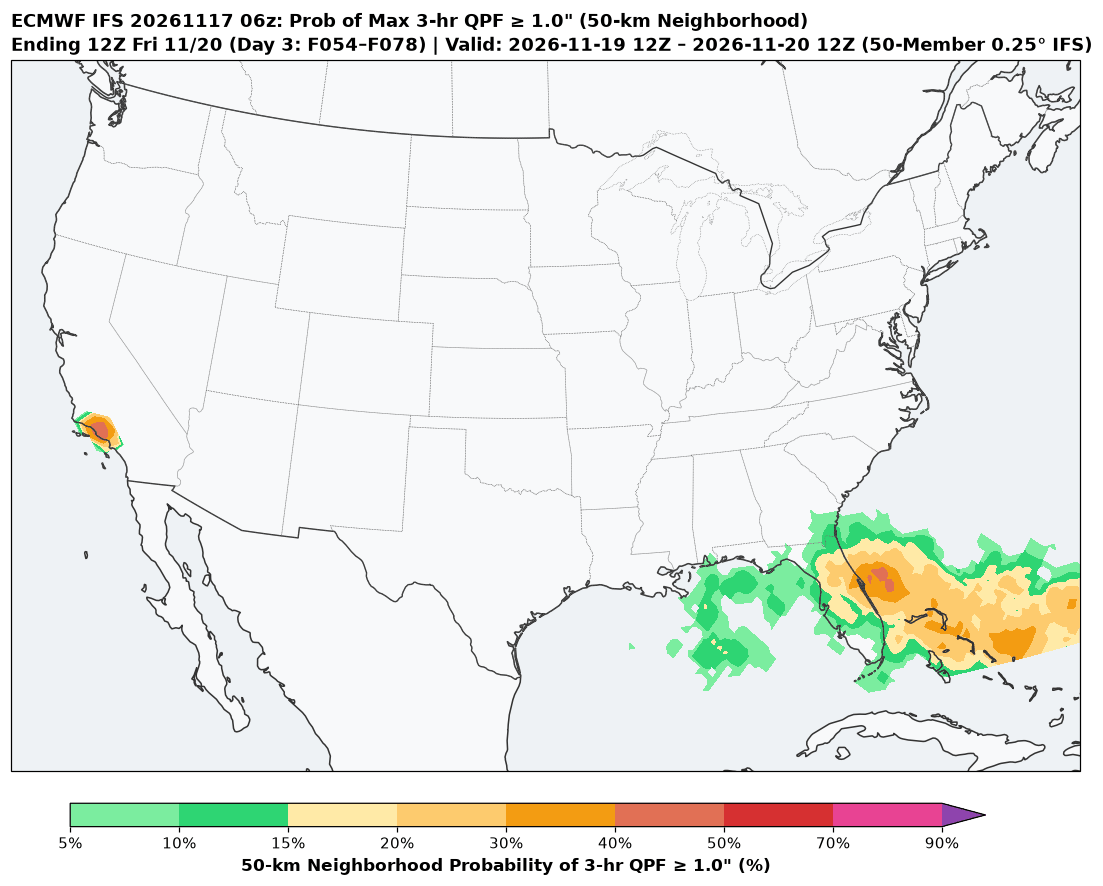 ECMWF IFS 20261117 06z: Prob of Max 3-hr QPF ≥ 1.0" (50-km Neighborhood)
Ending 12Z Fri 11/20 (Day 3: F054–F078) | Valid: 2026-11-19 12Z – 2026-11-20 12Z (50-Member 0.25° IFS)
5% 10% 15% 20% 30% 40% 50% 70% 90%
50-km Neighborhood Probability of 3-hr QPF ≥ 1.0" (%)